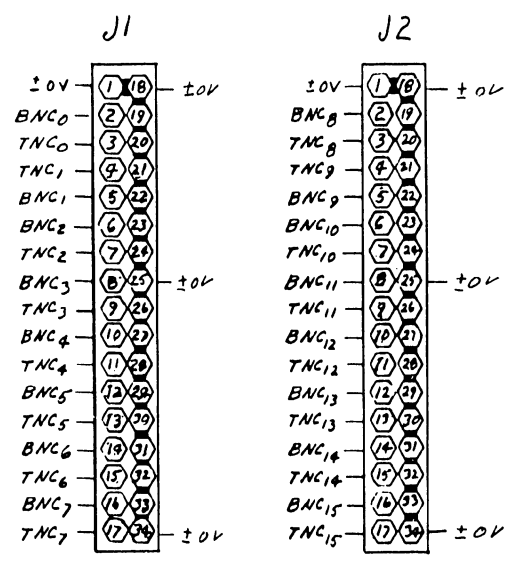 J1 J2
±0V 1 18 ±0V ±0V 1 18 ±0V
BNC0 2 19 BNC8 2 19
TNC0 3 20 TNC8 3 20
TNC1 4 21 TNC9 4 21
BNC1 5 22 BNC9 5 22
BNC2 6 23 BNC10 6 23
TNC2 7 24 TNC10 7 24
BNC3 8 25 ±0V BNC11 8 25 ±0V
TNC3 9 26 TNC11 9 26
BNC4 10 27 BNC12 10 27
TNC4 11 28 TNC12 11 28
BNC5 12 29 BNC13 12 29
TNC5 13 30 TNC13 13 30
BNC6 14 31 BNC14 14 31
TNC6 15 32 TNC14 15 32
BNC7 16 33 BNC15 16 33
TNC7 17 34 ±0V TNC15 17 34 ±0V